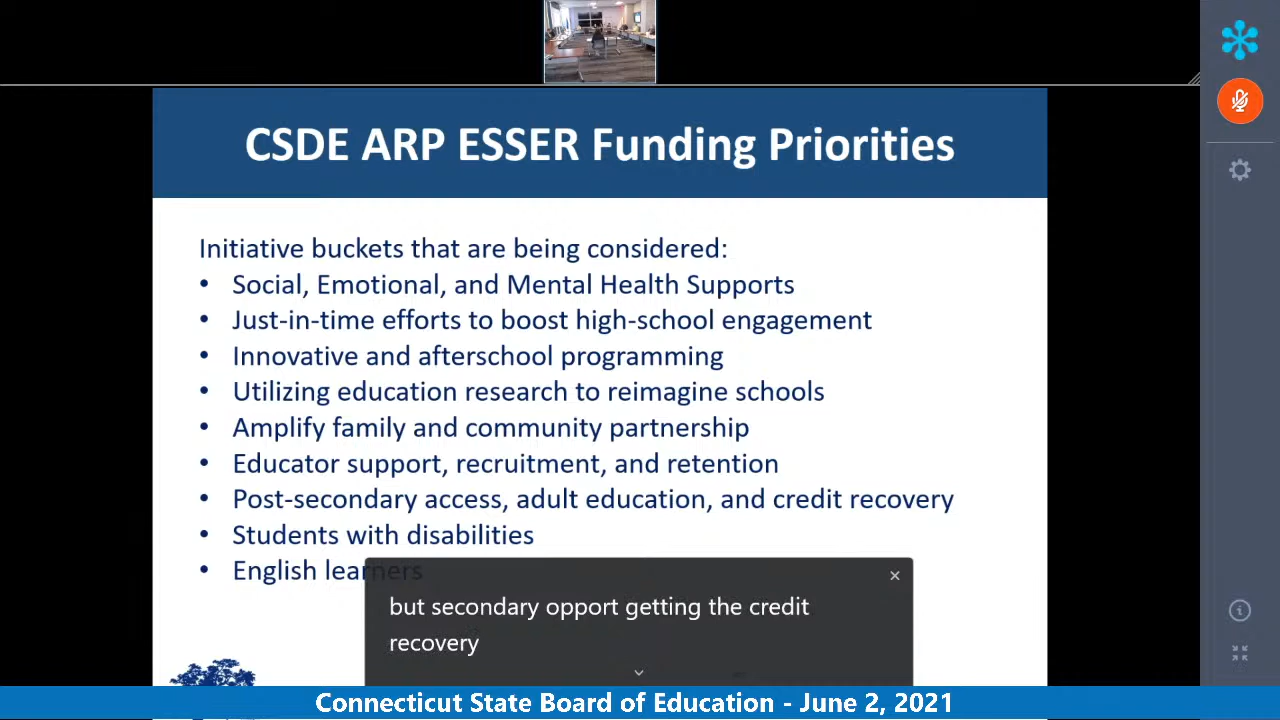 CSDE ARP ESSER Funding Priorities
Initiative buckets that are being considered:
• Social, Emotional, and Mental Health Supports
• Just-in-time efforts to boost high-school engagement
• Innovative and afterschool programming
• Utilizing education research to reimagine schools
• Amplify family and community partnership
• Educator support, recruitment, and retention
• Post-secondary access, adult education, and credit recovery
• Students with disabilities
• English learners
but secondary opport getting the credit
recovery
Connecticut State Board of Education - June 2, 2021